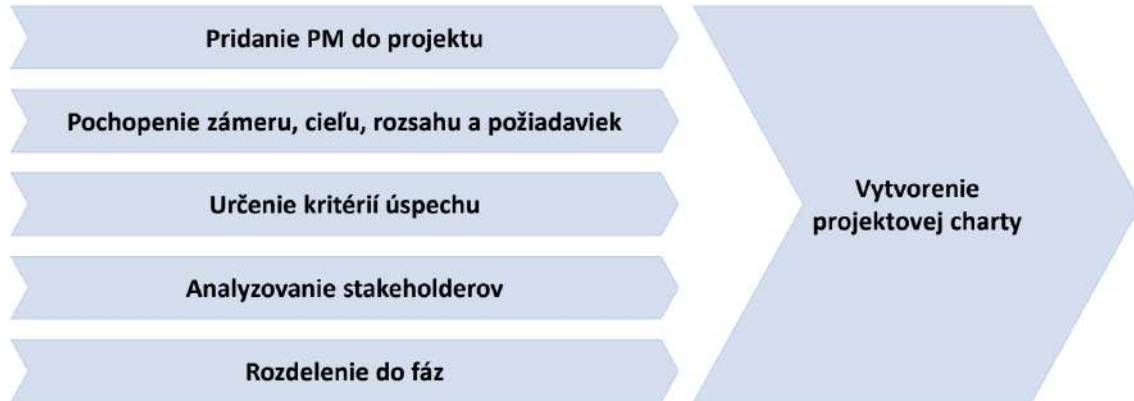 Pridanie PM do projektu
Pochopenie zámeru, cieľu, rozsahu a požiadaviek
Určenie kritérií úspechu
Analyzovanie stakeholderov
Rozdelenie do fáz
Vytvorenie
projektovej charty